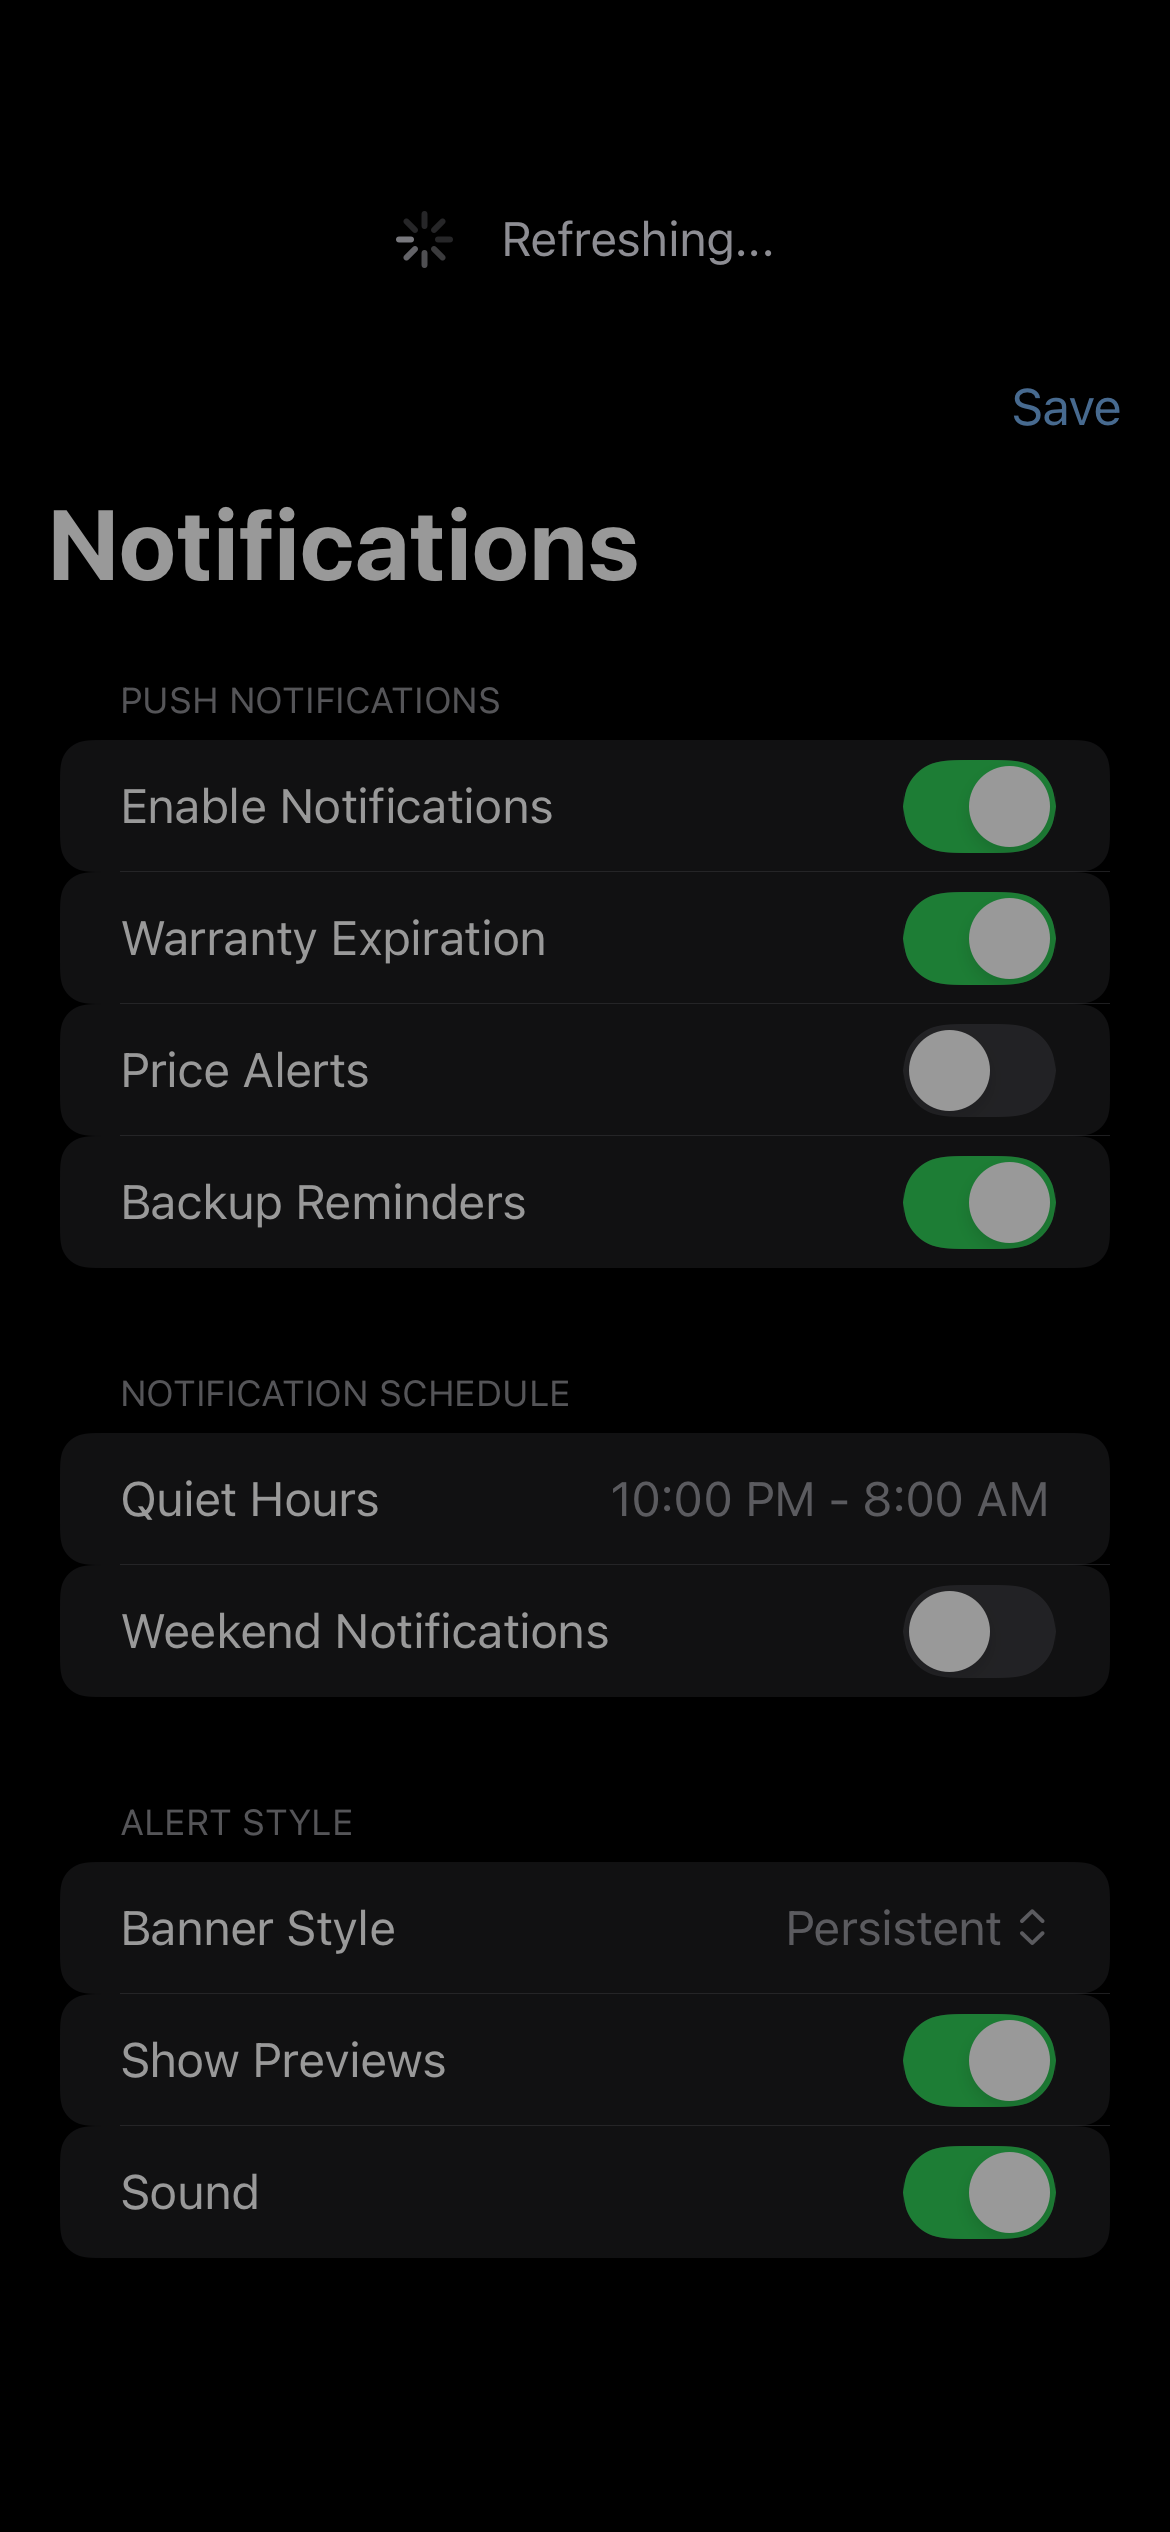 Refreshing...
Save
Notifications
PUSH NOTIFICATIONS
Enable Notifications
Warranty Expiration
Price Alerts
Backup Reminders
NOTIFICATION SCHEDULE
Quiet Hours 10:00 PM - 8:00 AM
Weekend Notifications
ALERT STYLE
Banner Style Persistent
Show Previews
Sound